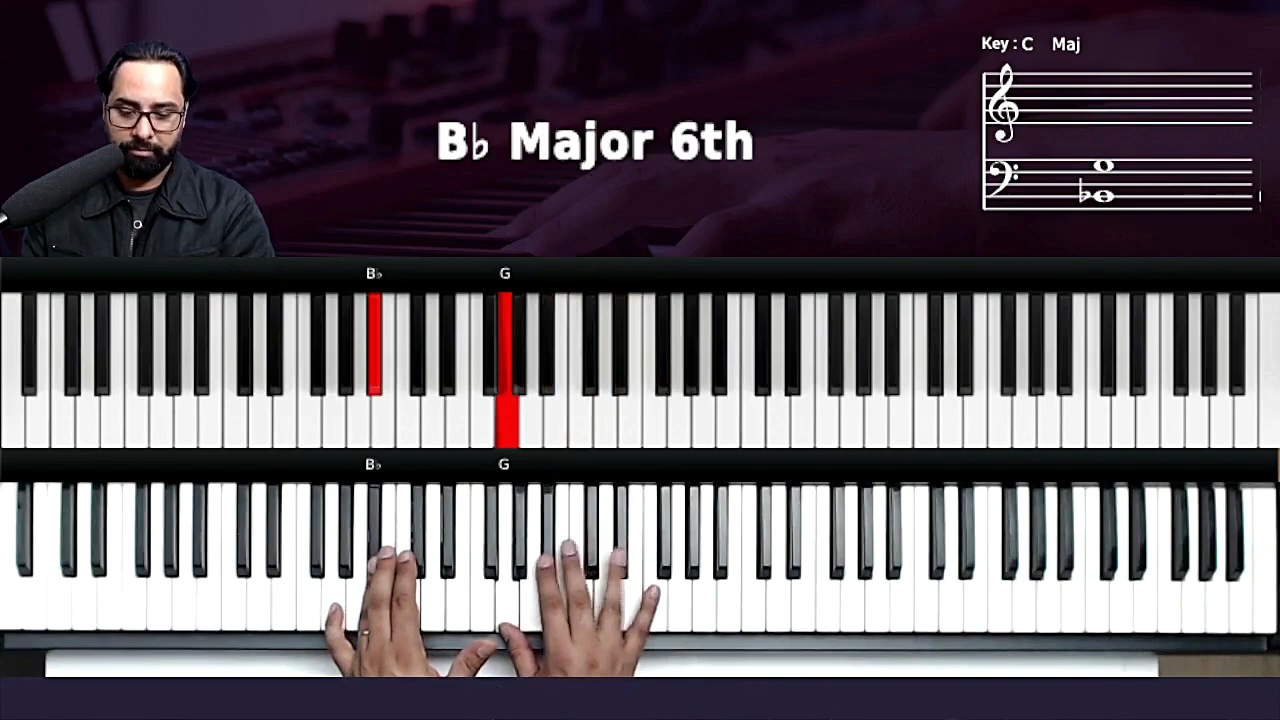 Key : C Maj
B♭ Major 6th
B♭ G
B♭ G